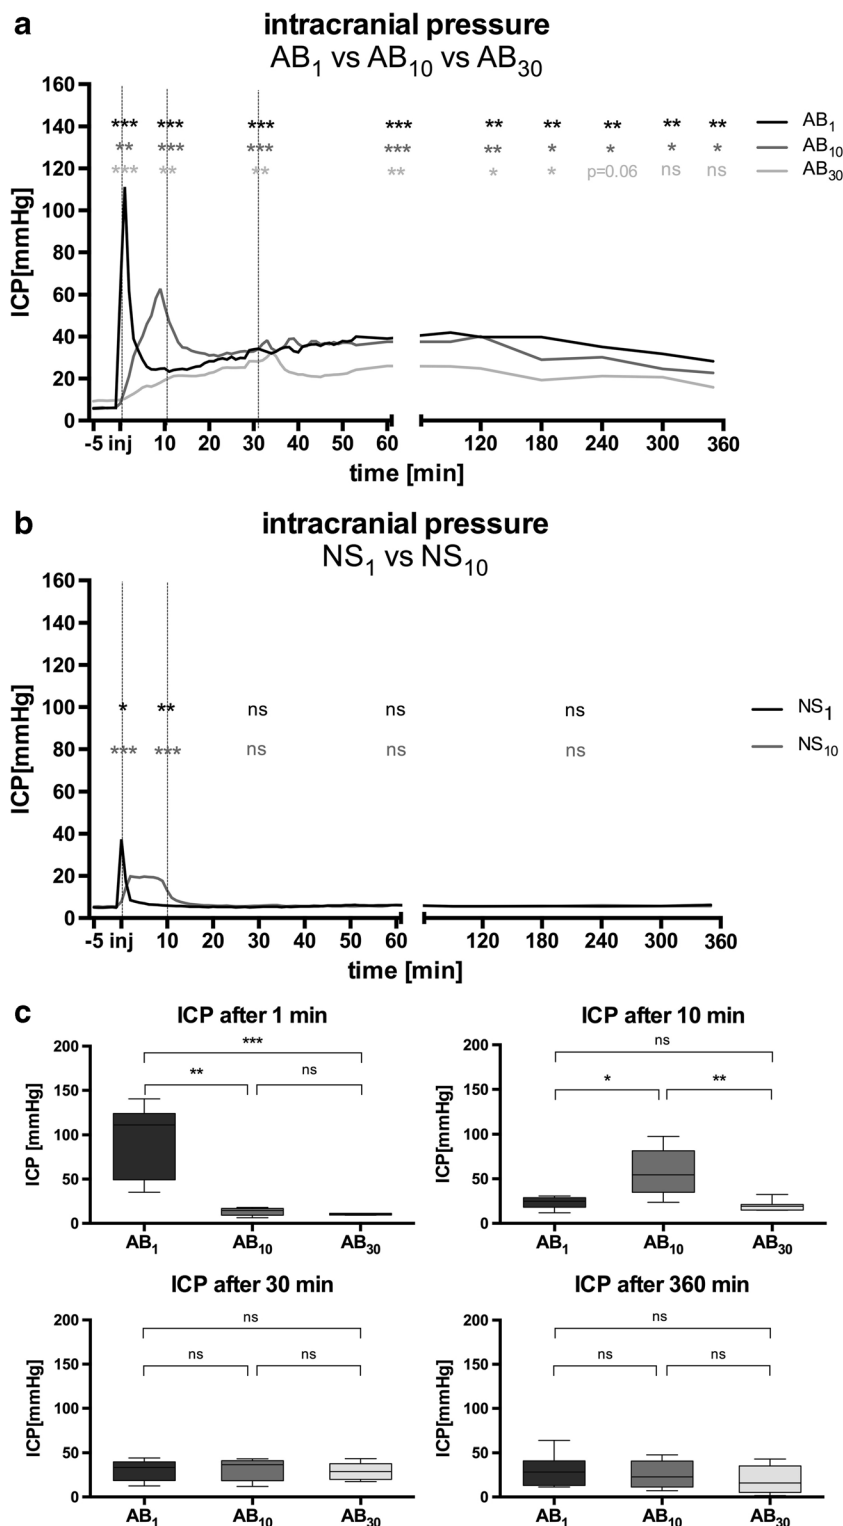 a
intracranial pressure
AB1 vs AB10 vs AB30
ICP[mmHg]
160
140
120
100
80
60
40
20
0
*** *** *** *** ** ** ** ** ** AB1
** *** *** *** ** * * * * AB10
*** ** ** ** * * p=0.06 ns ns AB30
-5 inj 10 20 30 40 50 60 120 180 240 300 360
time [min]
b
intracranial pressure
NS1 vs NS10
ICP[mmHg]
160
140
120
100
80
60
40
20
0
* ** ns ns ns NS1
*** *** ns ns ns NS10
-5 inj 10 20 30 40 50 60 120 180 240 300 360
time [min]
c
ICP after 1 min
ICP [mmHg]
200
150
100
50
0
***
** ns
AB1 AB10 AB30
ICP after 10 min
ICP[mmHg]
200
150
100
50
0
ns
* **
AB1 AB10 AB30
ICP after 30 min
ICP[mmHg]
200
150
100
50
0
ns
ns ns
AB1 AB10 AB30
ICP after 360 min
ICP[mmHg]
200
150
100
50
0
ns
ns ns
AB1 AB10 AB30